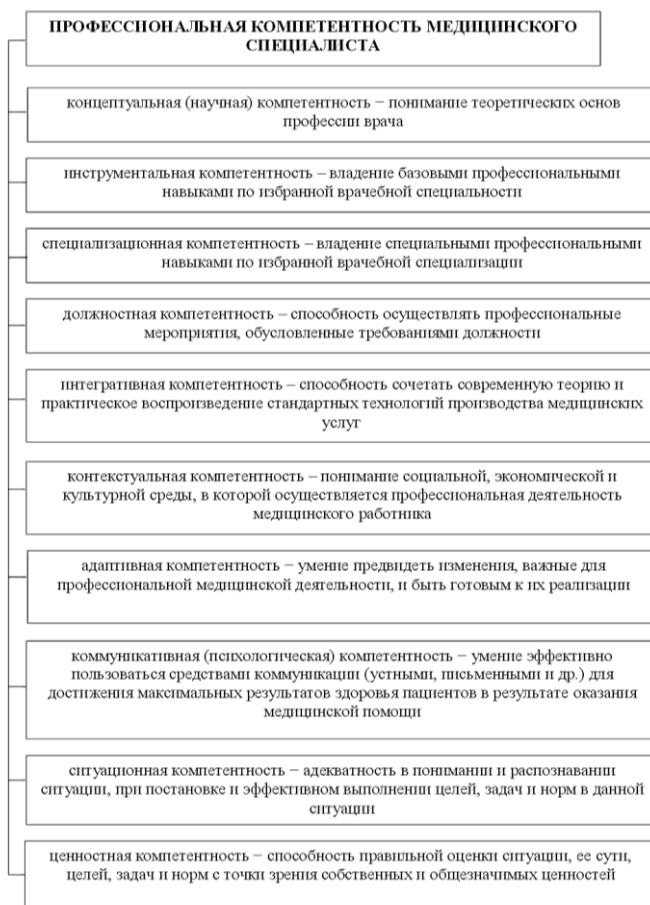 ПРОФЕССИОНАЛЬНАЯ КОМПЕТЕНТНОСТЬ МЕДИЦИНСКОГО
СПЕЦИАЛИСТА
концептуальная (научная) компетентность – понимание теоретических основ
профессии врача
инструментальная компетентность – владение базовыми профессиональными
навыками по избранной врачебной специальности
специализационная компетентность – владение специальными профессиональными
навыками по избранной врачебной специализации
должностная компетентность – способность осуществлять профессиональные
мероприятия, обусловленные требованиями должности
интегративная компетентность – способность сочетать современную теорию и
практическое воспроизведение стандартных технологий производства медицинских
услуг
контекстуальная компетентность – понимание социальной, экономической и
культурной среды, в которой осуществляется профессиональная деятельность
медицинского работника
адаптивная компетентность – умение предвидеть изменения, важные для
профессиональной медицинской деятельности, и быть готовым к их реализации
коммуникативная (психологическая) компетентность – умение эффективно
пользоваться средствами коммуникации (устными, письменными и др.) для
достижения максимальных результатов здоровья пациентов в результате оказания
медицинской помощи
ситуационная компетентность – адекватность в понимании и распознавании
ситуации, при постановке и эффективном выполнении целей, задач и норм в данной
ситуации
ценностная компетентность – способность правильной оценки ситуации, ее сути,
целей, задач и норм с точки зрения собственных и общезначимых ценностей